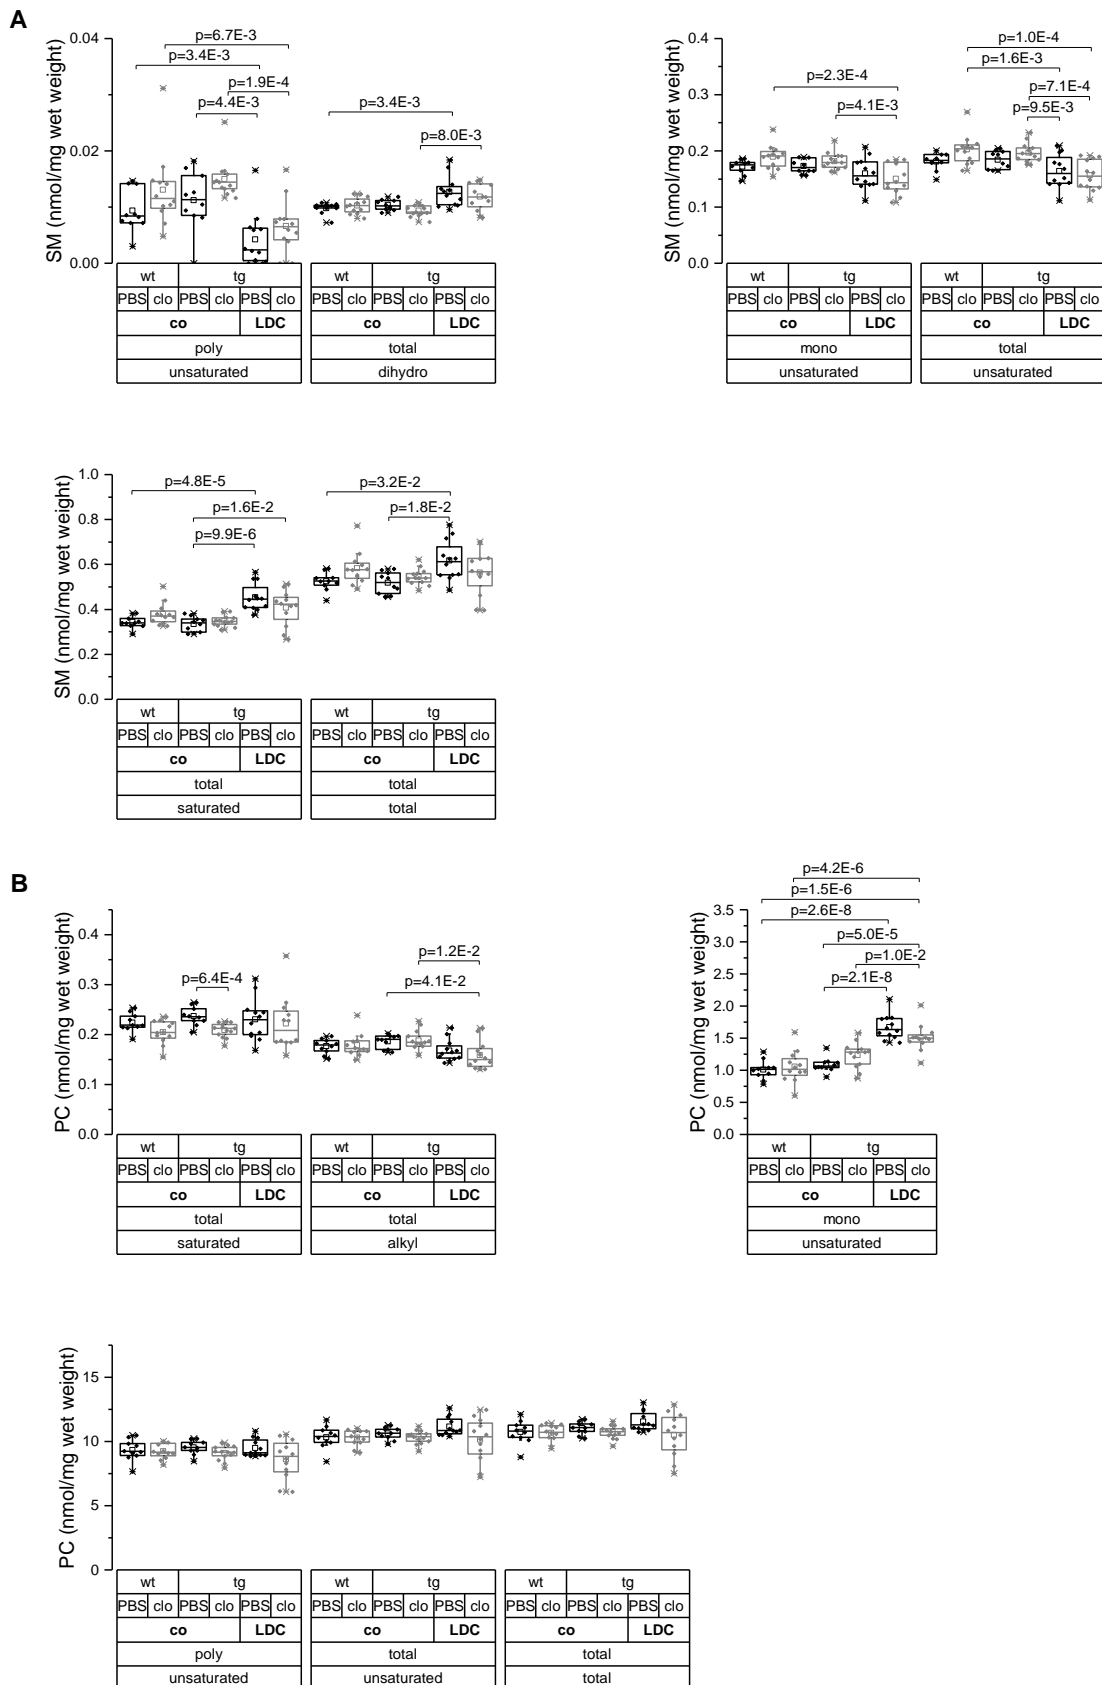 A
SM (nmol/mg wet weight)
0.04
0.02
0.00
p=6.7E-3
p=3.4E-3
p=1.9E-4
p=4.4E-3
p=3.4E-3
p=8.0E-3
wt tg wt tg
PBS clo PBS clo PBS clo PBS clo PBS clo PBS clo
co LDC co LDC
poly total
unsaturated dihydro
SM (nmol/mg wet weight)
0.4
0.3
0.2
0.1
0.0
p=1.0E-4
p=1.6E-3
p=2.3E-4
p=7.1E-4
p=4.1E-3
p=9.5E-3
wt tg wt tg
PBS clo PBS clo PBS clo PBS clo PBS clo PBS clo
co LDC co LDC
mono total
unsaturated unsaturated
SM (nmol/mg wet weight)
1.0
0.8
0.6
0.4
0.2
0.0
p=4.8E-5
p=1.6E-2
p=9.9E-6
p=3.2E-2
p=1.8E-2
wt tg wt tg
PBS clo PBS clo PBS clo PBS clo PBS clo PBS clo
co LDC co LDC
total total
saturated total
B
PC (nmol/mg wet weight)
0.4
0.3
0.2
0.1
0.0
p=6.4E-4
p=1.2E-2
p=4.1E-2
wt tg wt tg
PBS clo PBS clo PBS clo PBS clo PBS clo PBS clo
co LDC co LDC
total total
saturated alkyl
PC (nmol/mg wet weight)
3.5
3.0
2.5
2.0
1.5
1.0
0.5
0.0
p=4.2E-6
p=1.5E-6
p=2.6E-8
p=5.0E-5
p=1.0E-2
p=2.1E-8
wt tg
PBS clo PBS clo PBS clo
co LDC
mono
unsaturated
PC (nmol/mg wet weight)
15
10
5
0
wt tg wt tg wt tg
PBS clo PBS clo PBS clo PBS clo PBS clo PBS clo PBS clo PBS clo PBS clo
co LDC co LDC co LDC
poly total total
unsaturated unsaturated total